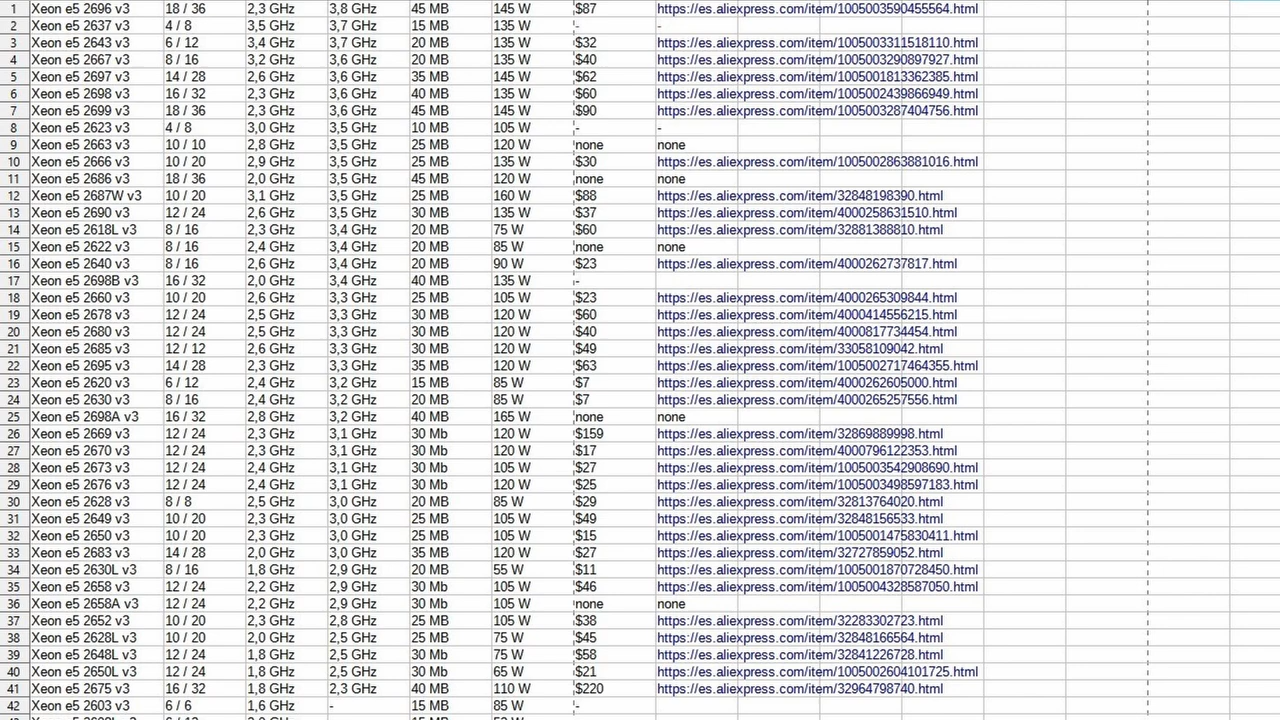 1 Xeon e5 2696 v3 18 / 36 2,3 GHz 3,8 GHz 45 MB 145 W $87 https://es.aliexpress.com/item/1005003590455564.html
2 Xeon e5 2637 v3 4 / 8 3,5 GHz 3,7 GHz 15 MB 135 W - -
3 Xeon e5 2643 v3 6 / 12 3,4 GHz 3,7 GHz 20 MB 135 W $32 https://es.aliexpress.com/item/1005003311518110.html
4 Xeon e5 2667 v3 8 / 16 3,2 GHz 3,6 GHz 20 MB 135 W $40 https://es.aliexpress.com/item/1005003290897927.html
5 Xeon e5 2697 v3 14 / 28 2,6 GHz 3,6 GHz 35 MB 145 W $62 https://es.aliexpress.com/item/1005001813362385.html
6 Xeon e5 2698 v3 16 / 32 2,3 GHz 3,6 GHz 40 MB 135 W $60 https://es.aliexpress.com/item/1005002439866949.html
7 Xeon e5 2699 v3 18 / 36 2,3 GHz 3,6 GHz 45 MB 145 W $90 https://es.aliexpress.com/item/1005003287404756.html
8 Xeon e5 2623 v3 4 / 8 3,0 GHz 3,5 GHz 10 MB 105 W - -
9 Xeon e5 2663 v3 10 / 10 2,8 GHz 3,5 GHz 25 MB 120 W none none
10 Xeon e5 2666 v3 10 / 20 2,9 GHz 3,5 GHz 25 MB 135 W $30 https://es.aliexpress.com/item/1005002863881016.html
11 Xeon e5 2686 v3 18 / 36 2,0 GHz 3,5 GHz 45 MB 120 W none none
12 Xeon e5 2687W v3 10 / 20 3,1 GHz 3,5 GHz 25 MB 160 W $88 https://es.aliexpress.com/item/32848198390.html
13 Xeon e5 2690 v3 12 / 24 2,6 GHz 3,5 GHz 30 MB 135 W $37 https://es.aliexpress.com/item/4000258631510.html
14 Xeon e5 2618L v3 8 / 16 2,3 GHz 3,4 GHz 20 MB 75 W $60 https://es.aliexpress.com/item/32881388810.html
15 Xeon e5 2622 v3 8 / 16 2,4 GHz 3,4 GHz 20 MB 85 W none none
16 Xeon e5 2640 v3 8 / 16 2,6 GHz 3,4 GHz 20 MB 90 W $23 https://es.aliexpress.com/item/4000262737817.html
17 Xeon e5 2698B v3 16 / 32 2,0 GHz 3,4 GHz 40 MB 135 W -
18 Xeon e5 2660 v3 10 / 20 2,6 GHz 3,3 GHz 25 MB 105 W $23 https://es.aliexpress.com/item/4000265309844.html
19 Xeon e5 2678 v3 12 / 24 2,5 GHz 3,3 GHz 30 MB 120 W $60 https://es.aliexpress.com/item/4000414556215.html
20 Xeon e5 2680 v3 12 / 24 2,5 GHz 3,3 GHz 30 MB 120 W $40 https://es.aliexpress.com/item/4000817734454.html
21 Xeon e5 2685 v3 12 / 12 2,6 GHz 3,3 GHz 30 MB 120 W $49 https://es.aliexpress.com/item/33058109042.html
22 Xeon e5 2695 v3 14 / 28 2,3 GHz 3,3 GHz 35 MB 120 W $63 https://es.aliexpress.com/item/1005002717464355.html
23 Xeon e5 2620 v3 6 / 12 2,4 GHz 3,2 GHz 15 MB 85 W $7 https://es.aliexpress.com/item/4000262605000.html
24 Xeon e5 2630 v3 8 / 16 2,4 GHz 3,2 GHz 20 MB 85 W $7 https://es.aliexpress.com/item/4000265257556.html
25 Xeon e5 2698A v3 16 / 32 2,8 GHz 3,2 GHz 40 MB 165 W none none
26 Xeon e5 2669 v3 12 / 24 2,3 GHz 3,1 GHz 30 Mb 120 W $159 https://es.aliexpress.com/item/32869889998.html
27 Xeon e5 2670 v3 12 / 24 2,3 GHz 3,1 GHz 30 Mb 120 W $17 https://es.aliexpress.com/item/4000796122353.html
28 Xeon e5 2673 v3 12 / 24 2,4 GHz 3,1 GHz 30 Mb 105 W $27 https://es.aliexpress.com/item/1005003542908690.html
29 Xeon e5 2676 v3 12 / 24 2,4 GHz 3,1 GHz 30 Mb 120 W $25 https://es.aliexpress.com/item/1005003498597183.html
30 Xeon e5 2628 v3 8 / 8 2,5 GHz 3,0 GHz 20 MB 85 W $29 https://es.aliexpress.com/item/32813764020.html
31 Xeon e5 2649 v3 10 / 20 2,3 GHz 3,0 GHz 25 MB 105 W $49 https://es.aliexpress.com/item/32848156533.html
32 Xeon e5 2650 v3 10 / 20 2,3 GHz 3,0 GHz 25 MB 105 W $15 https://es.aliexpress.com/item/1005001475830411.html
33 Xeon e5 2683 v3 14 / 28 2,0 GHz 3,0 GHz 35 MB 120 W $27 https://es.aliexpress.com/item/32727859052.html
34 Xeon e5 2630L v3 8 / 16 1,8 GHz 2,9 GHz 20 MB 55 W $11 https://es.aliexpress.com/item/1005001870728450.html
35 Xeon e5 2658 v3 12 / 24 2,2 GHz 2,9 GHz 30 Mb 105 W $46 https://es.aliexpress.com/item/1005004328587050.html
36 Xeon e5 2658A v3 12 / 24 2,2 GHz 2,9 GHz 30 Mb 105 W none none
37 Xeon e5 2652 v3 10 / 20 2,3 GHz 2,8 GHz 25 MB 105 W $38 https://es.aliexpress.com/item/32283302723.html
38 Xeon e5 2628L v3 10 / 20 2,0 GHz 2,5 GHz 25 MB 75 W $45 https://es.aliexpress.com/item/32848166564.html
39 Xeon e5 2648L v3 12 / 24 1,8 GHz 2,5 GHz 30 Mb 75 W $58 https://es.aliexpress.com/item/32841226728.html
40 Xeon e5 2650L v3 12 / 24 1,8 GHz 2,5 GHz 30 Mb 65 W $21 https://es.aliexpress.com/item/1005002604101725.html
41 Xeon e5 2675 v3 16 / 32 1,8 GHz 2,3 GHz 40 MB 110 W $220 https://es.aliexpress.com/item/32964798740.html
42 Xeon e5 2603 v3 6 / 6 1,6 GHz - 15 MB 85 W -